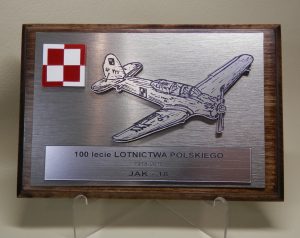 100 lecie LOTNICTWA POLSKIEGO
JAK - 18